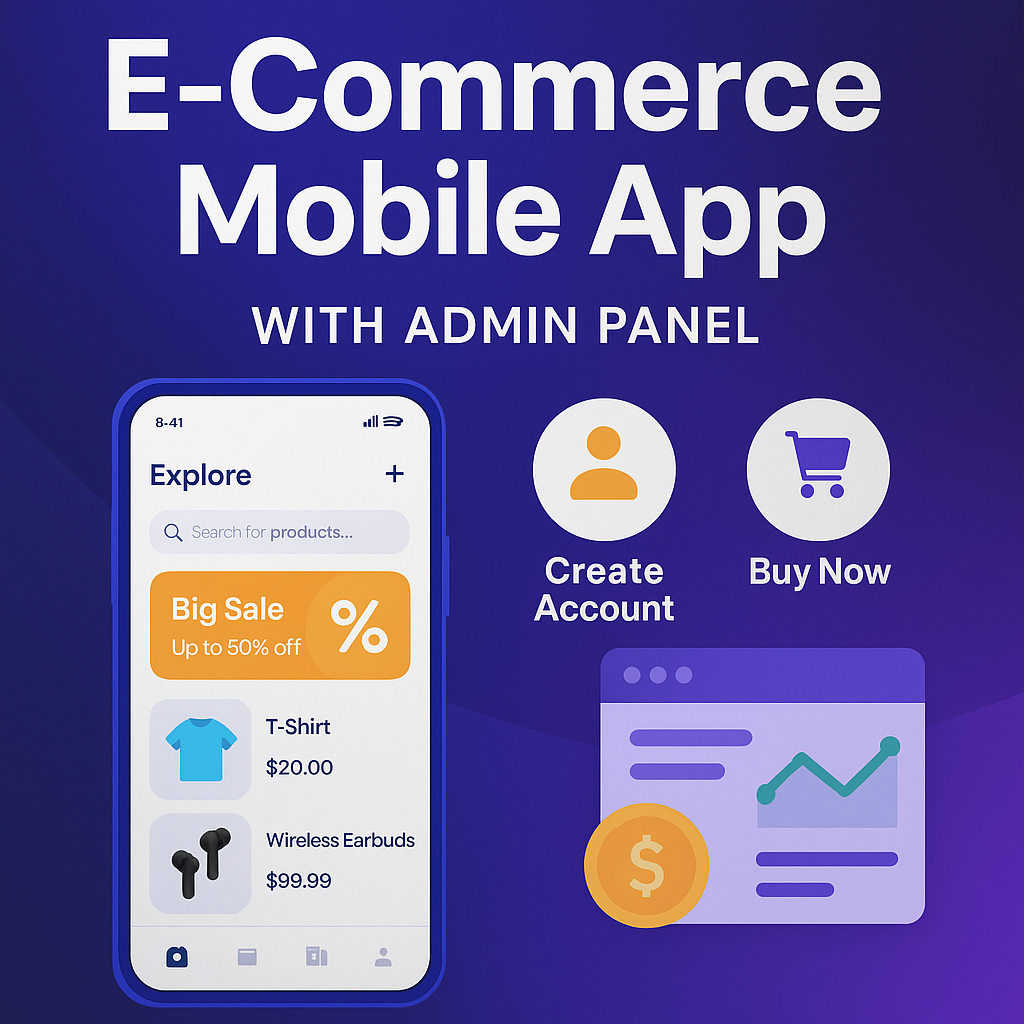 E-Commerce
Mobile App
WITH ADMIN PANEL
8-41
Explore
+
Search for products...
Big Sale
Up to 50% off
%
T-Shirt
$20.00
Wireless Earbuds
$99.99
Create
Account
Buy Now
$